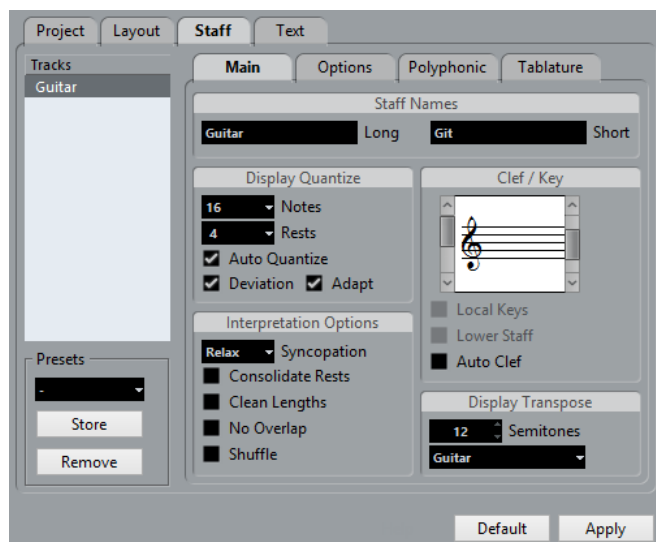 Project Layout Staff Text
Tracks
Guitar
Main Options Polyphonic Tablature
Staff Names
Guitar Long Git Short
Display Quantize
16 Notes
4 Rests
Auto Quantize
Deviation Adapt
Clef / Key
Local Keys
Lower Staff
Auto Clef
Interpretation Options
Relax Syncopation
Consolidate Rests
Clean Lengths
No Overlap
Shuffle
Display Transpose
12 Semitones
Guitar
Presets
-
Store
Remove
Default Apply